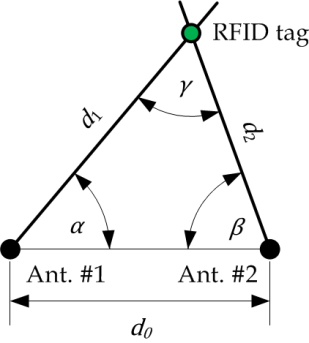 RFID tag
γ
d₁
d₂
α
β
Ant. #1
Ant. #2
d₀